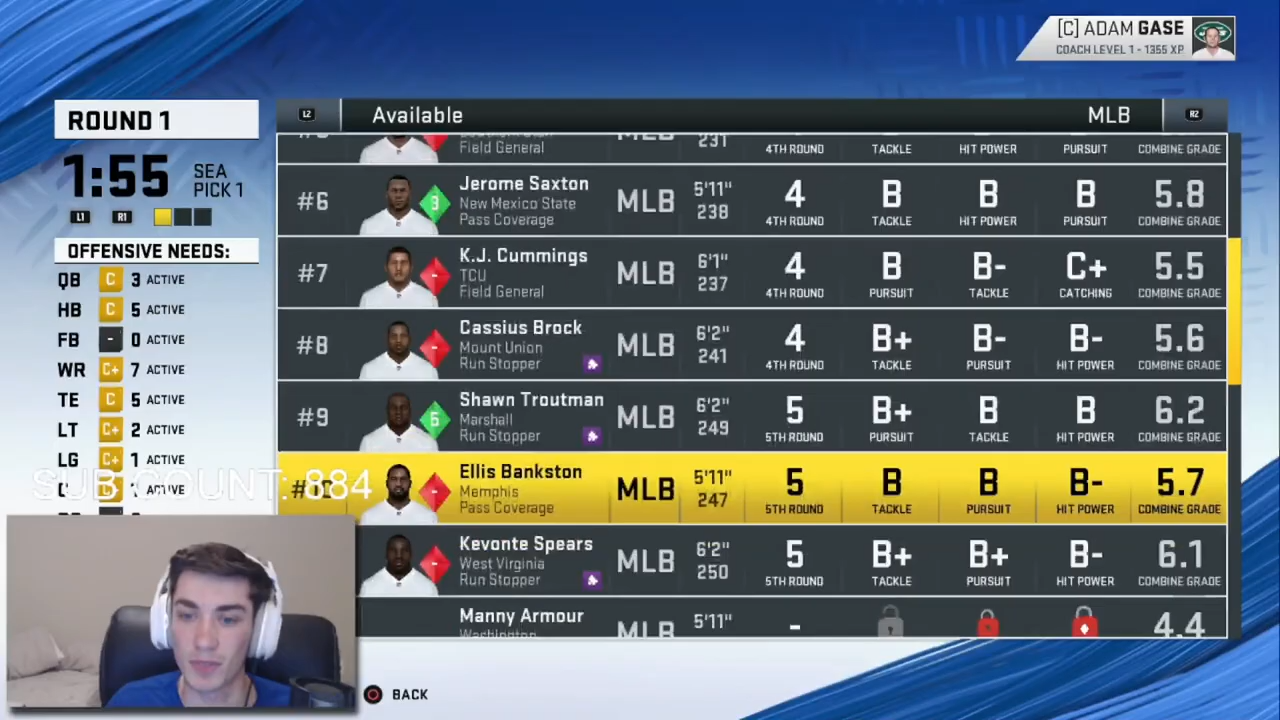 [C] ADAM GASE
COACH LEVEL 1 - 1355 XP
ROUND 1
1:55
SEA
PICK 1
L1
R1
OFFENSIVE NEEDS:
QB C 3 ACTIVE
HB C 5 ACTIVE
FB - 0 ACTIVE
WR C+ 7 ACTIVE
TE C 5 ACTIVE
LT C+ 2 ACTIVE
LG C+ 1 ACTIVE
SUB COUNT: 884
L2 Available MLB R2
Field General 231 4TH ROUND TACKLE HIT POWER PURSUIT COMBINE GRADE
#6 3 Jerome Saxton MLB 5'11" 4 B B B 5.8
New Mexico State
Pass Coverage 238 4TH ROUND TACKLE HIT POWER PURSUIT COMBINE GRADE
#7 - K.J. Cummings MLB 6'1" 4 B B- C+ 5.5
TCU
Field General 237 4TH ROUND PURSUIT TACKLE CATCHING COMBINE GRADE
#8 - Cassius Brock MLB 6'2" 4 B+ B- B- 5.6
Mount Union
Run Stopper 241 4TH ROUND TACKLE PURSUIT HIT POWER COMBINE GRADE
#9 6 Shawn Troutman MLB 6'2" 5 B+ B B 6.2
Marshall
Run Stopper 249 5TH ROUND PURSUIT TACKLE HIT POWER COMBINE GRADE
- Ellis Bankston MLB 5'11" 5 B B B- 5.7
Memphis
Pass Coverage 247 5TH ROUND TACKLE PURSUIT HIT POWER COMBINE GRADE
- Kevonte Spears MLB 6'2" 5 B+ B+ B- 6.1
West Virginia
Run Stopper 250 5TH ROUND TACKLE PURSUIT HIT POWER COMBINE GRADE
Manny Armour MLB 5'11" - 4.4
Washington
BACK